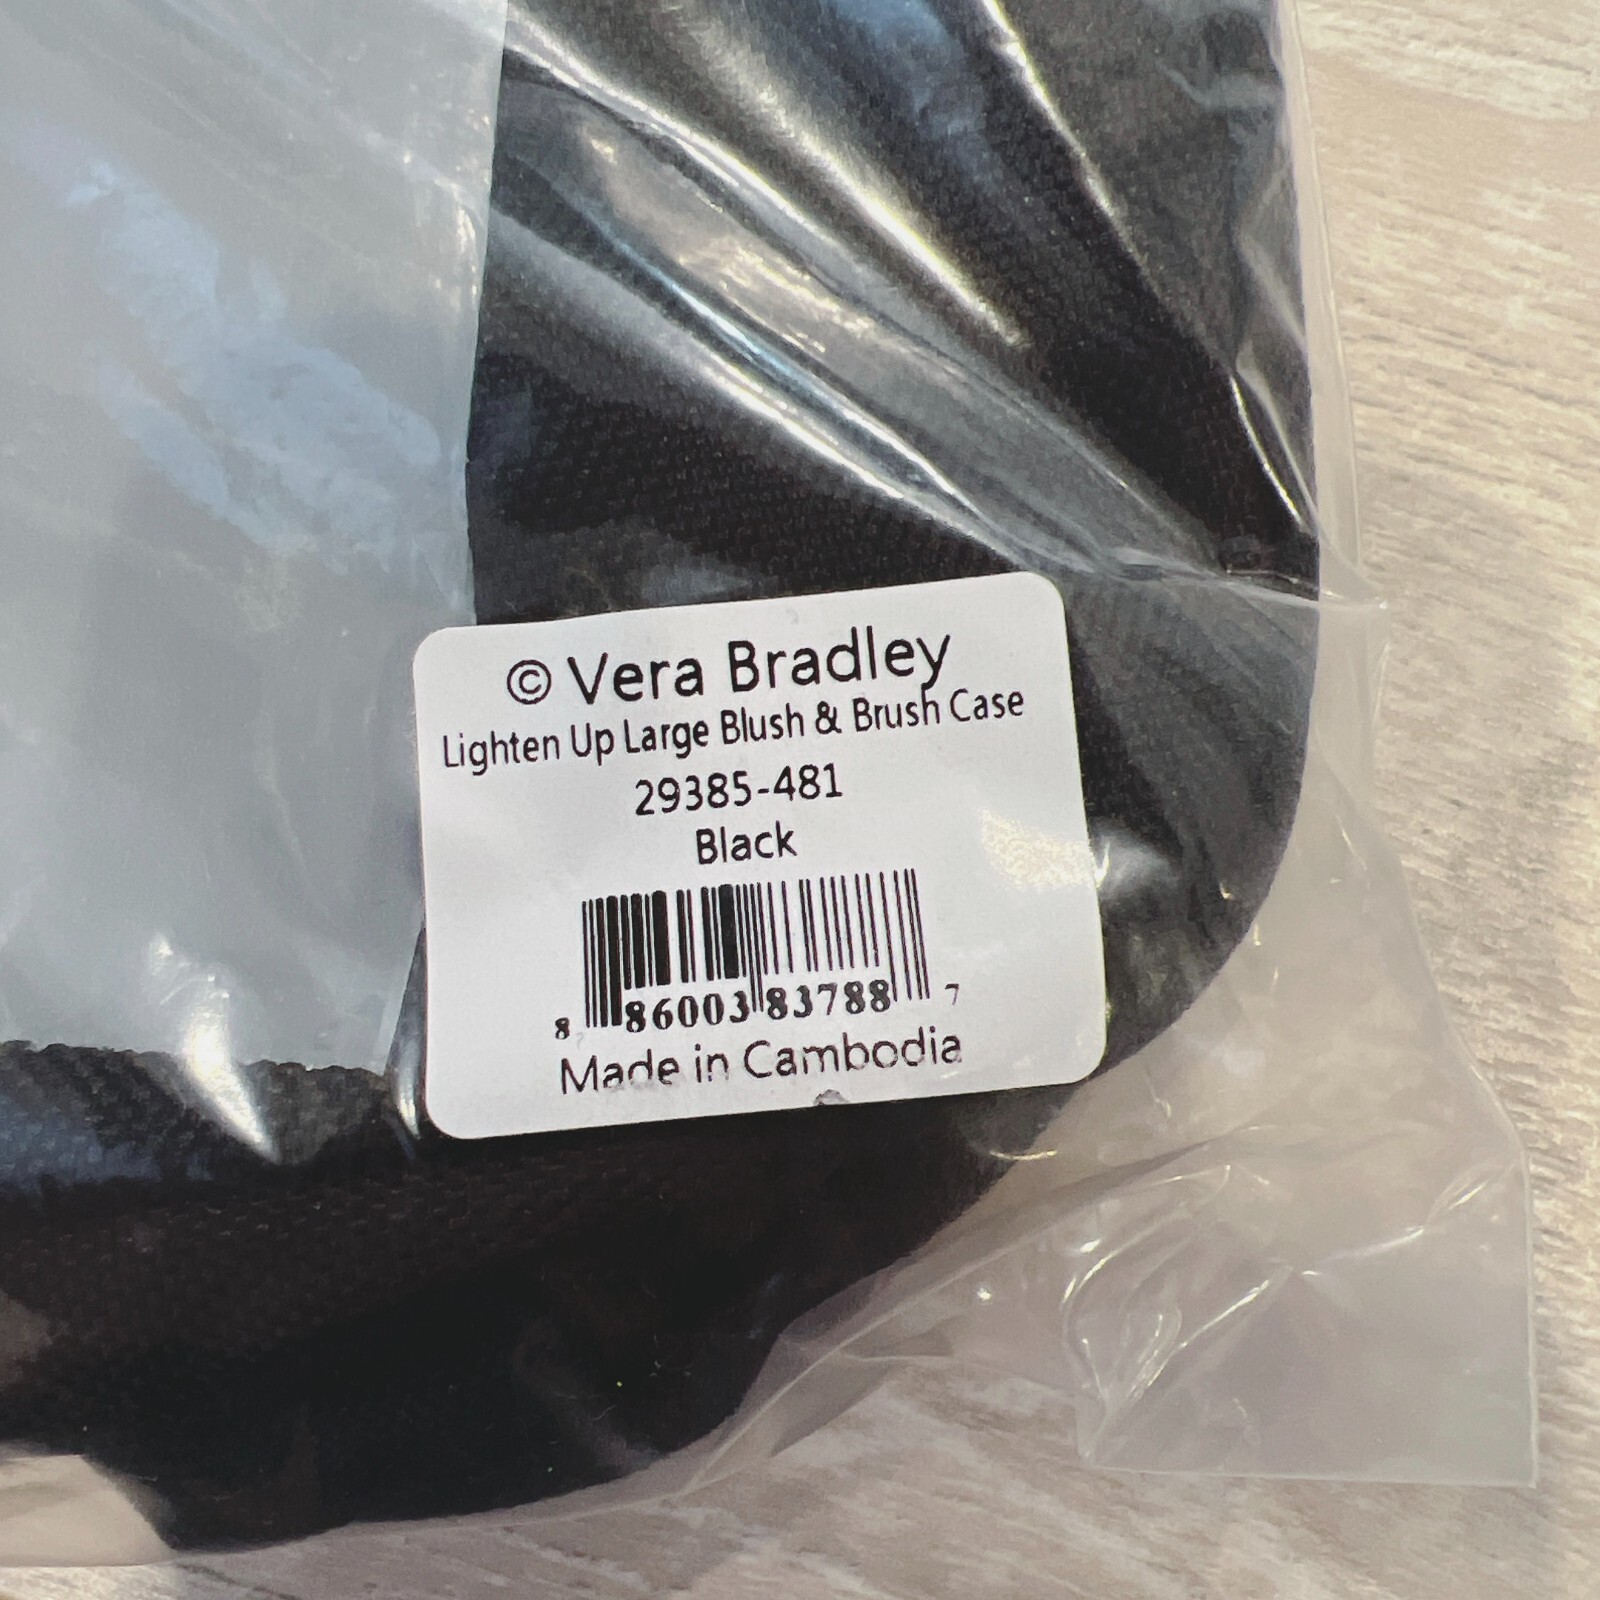 © Vera Bradley
Lighten Up Large Blush & Brush Case
29385-481
Black
8 86003 83788 7
Made in Cambodia